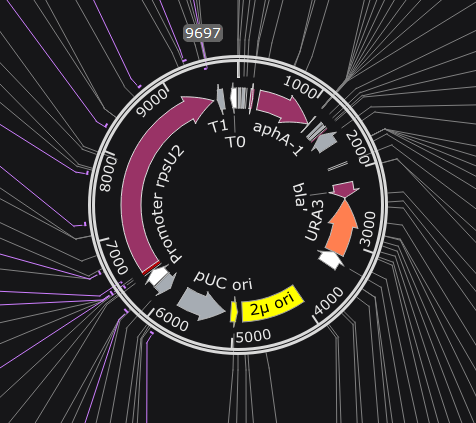 9697
1000
2000
3000
4000
5000
6000
7000
8000
9000
T1
T0
aphA-1
bla'
URA3
2μ ori
pUC ori
Promoter rpsU2